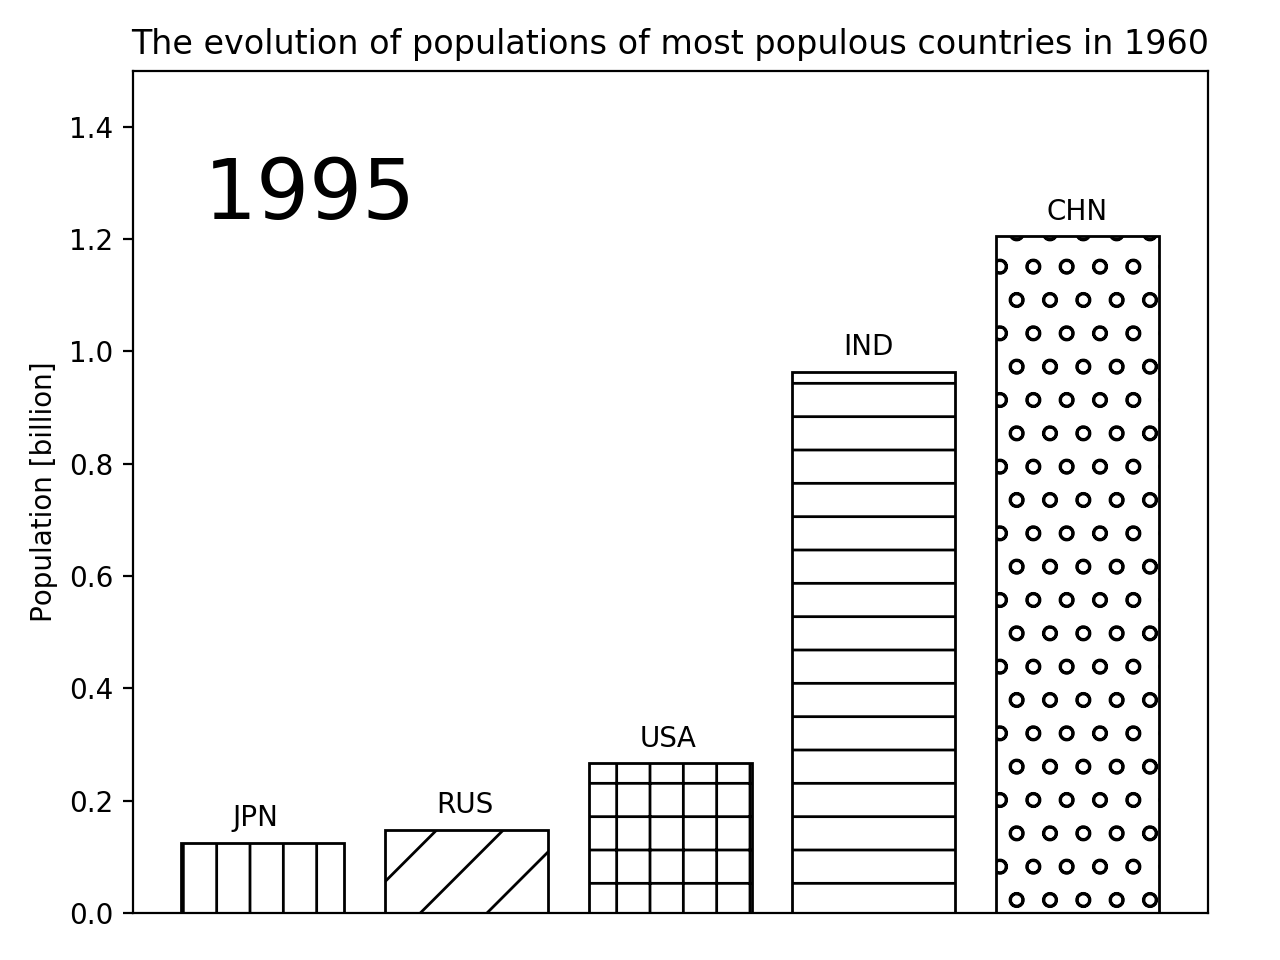 The evolution of populations of most populous countries in 1960
1995
Population [billion]
1.4
1.2
1.0
0.8
0.6
0.4
0.2
0.0
JPN
RUS
USA
IND
CHN